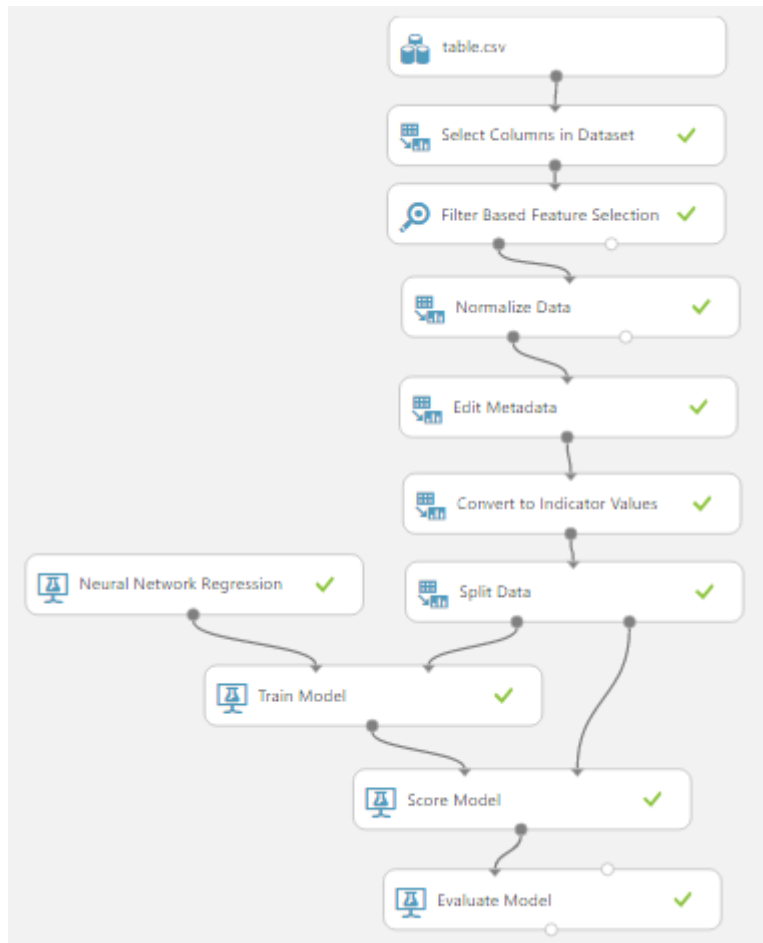 table.csv
Select Columns in Dataset
Filter Based Feature Selection
Normalize Data
Edit Metadata
Convert to Indicator Values
Neural Network Regression
Split Data
Train Model
Score Model
Evaluate Model